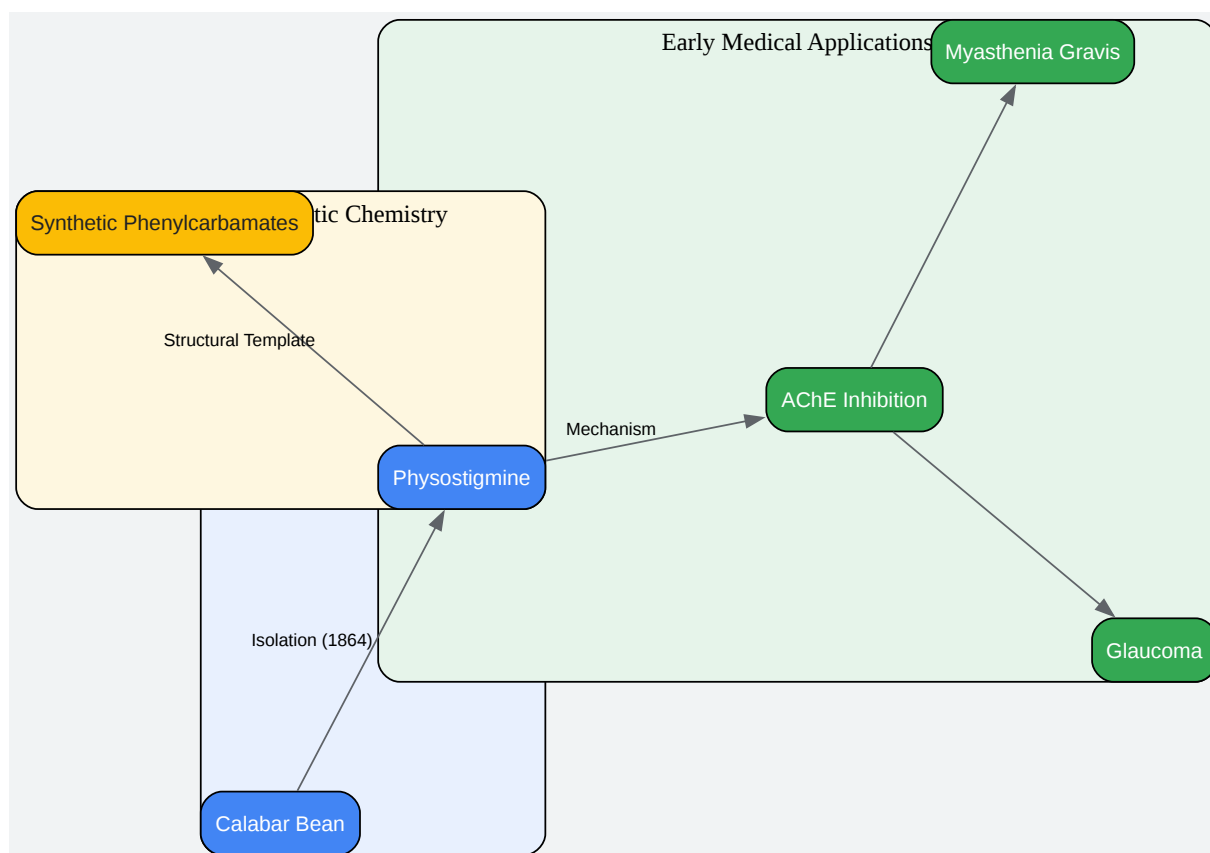 Early Medical Applications
Myasthenia Gravis
Synthetic Phenylcarbamates
tic Chemistry
Structural Template
AChE Inhibition
Mechanism
Physostigmine
Isolation (1864)
Glaucoma
Calabar Bean